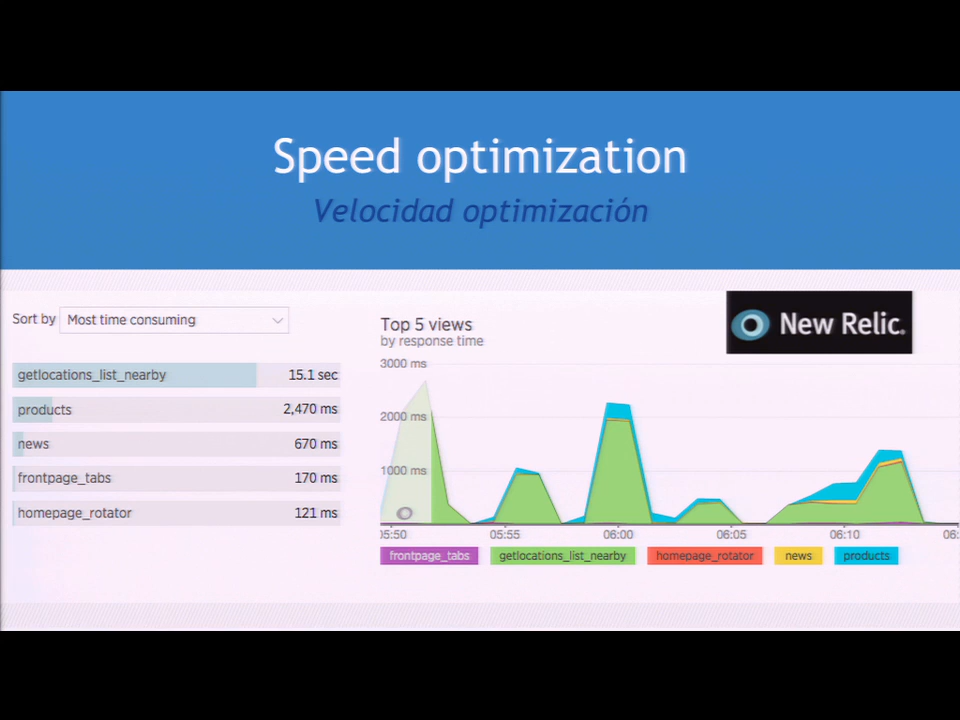 Speed optimization
Velocidad optimización
Sort by Most time consuming
getlocations_list_nearby 15.1 sec
products 2,470 ms
news 670 ms
frontpage_tabs 170 ms
homepage_rotator 121 ms
Top 5 views
by response time
New Relic.
3000 ms
2000 ms
1000 ms
05:55 06:00 06:05 06:10
frontpage_tabs getlocations_list_nearby homepage_rotator news products